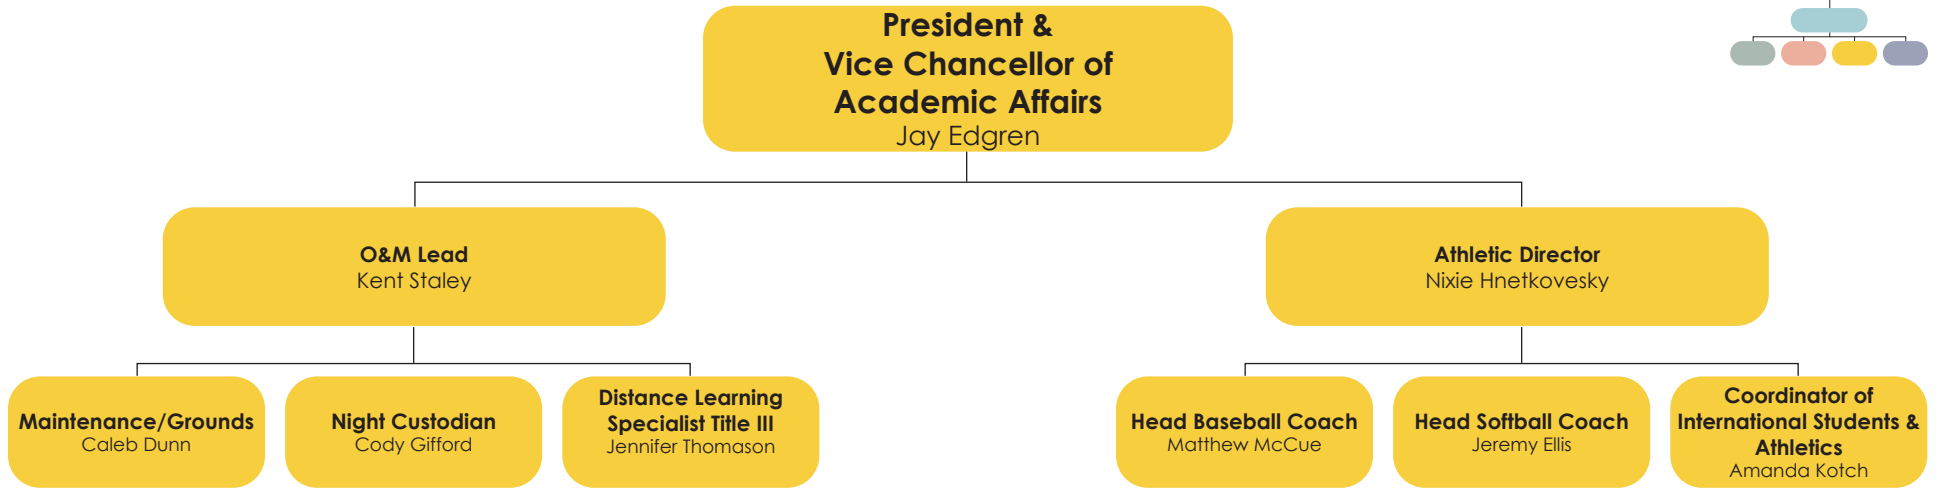 President &
Vice Chancellor of
Academic Affairs
Jay Edgren
O&M Lead
Kent Staley
Athletic Director
Nixie Hnetkovesky
Maintenance/Grounds
Caleb Dunn
Night Custodian
Cody Gifford
Distance Learning
Specialist Title III
Jennifer Thomason
Head Baseball Coach
Matthew McCue
Head Softball Coach
Jeremy Ellis
Coordinator of
International Students &
Athletics
Amanda Kotch